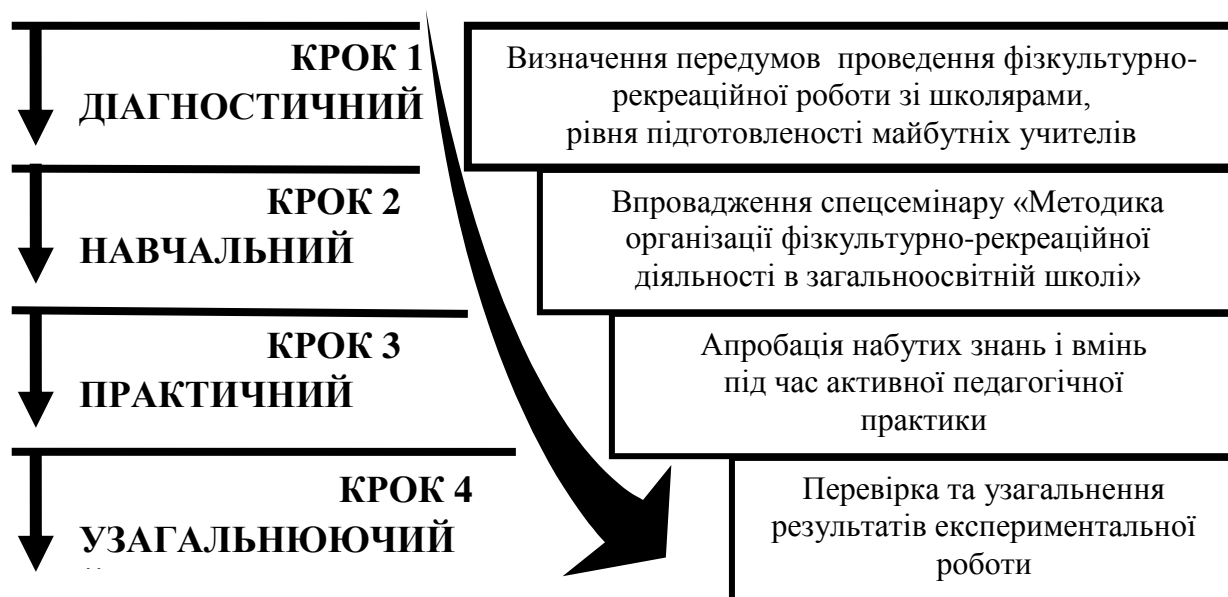 КРОК 1
ДІАГНОСТИЧНИЙ
Визначення передумов проведення фізкультурно-
рекреаційної роботи зі школярами,
рівня підготовленості майбутніх учителів
КРОК 2
НАВЧАЛЬНИЙ
Впровадження спецсемінару «Методика
організації фізкультурно-рекреаційної
діяльності в загальноосвітній школі»
КРОК 3
ПРАКТИЧНИЙ
Апробація набутих знань і вмінь
під час активної педагогічної
практики
КРОК 4
УЗАГАЛЬНЮЮЧИЙ
Перевірка та узагальнення
результатів експериментальної
роботи